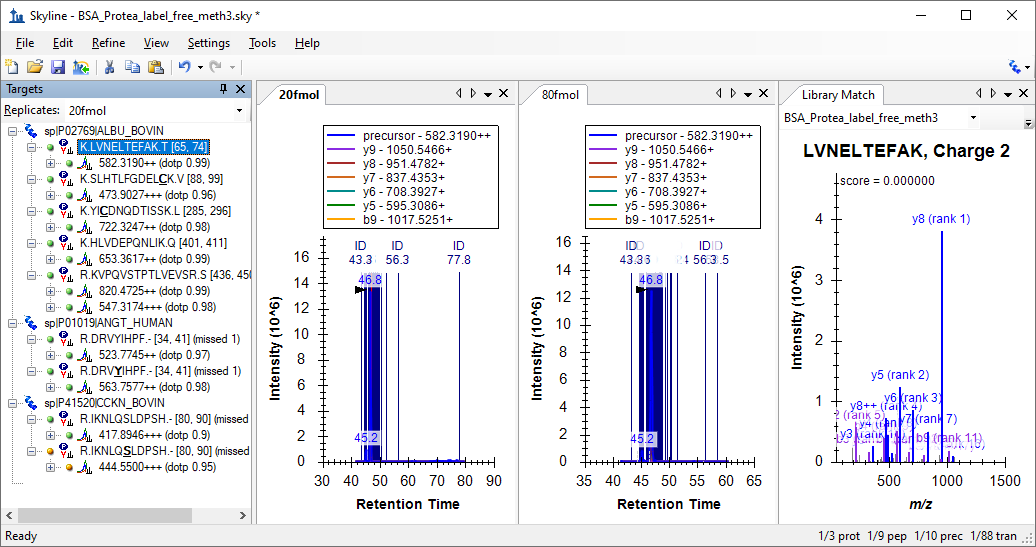 Skyline - BSA_Protea_label_free_meth3.sky *
File Edit Refine View Settings Tools Help
Targets
Replicates: 20fmol
sp|P02769|ALBU_BOVIN
K.LVNELTEFAK.T [65, 74]
582.3190++ (dotp 0.99)
K.SLHTLFGDELCK.V [88, 99]
473.9027+++ (dotp 0.96)
K.YICDNQDTISSK.L [285, 296]
722.3247++ (dotp 0.98)
K.HLVDEPQNLIK.Q [401, 411]
653.3617++ (dotp 0.99)
R.KVPQVSTPTLVEVSR.S [436, 450
820.4725++ (dotp 0.99)
547.3174+++ (dotp 0.99)
sp|P01019|ANGT_HUMAN
R.DRVYIHPF.- [34, 41] (missed 1)
523.7745++ (dotp 0.97)
R.DRVYIHPF.- [34, 41] (missed 1)
563.7577++ (dotp 0.98)
sp|P41520|CCKN_BOVIN
R.IKNLQSLDPSH.- [80, 90] (missed
417.8946+++ (dotp 0.9)
R.IKNLQSLDPSH.- [80, 90] (missed
444.5500+++ (dotp 0.95)
20fmol
precursor - 582.3190++
y9 - 1050.5466+
y8 - 951.4782+
y7 - 837.4353+
y6 - 708.3927+
y5 - 595.3086+
b9 - 1017.5251+
ID ID ID
43.3 56.3 77.8
46.8
45.2
Intensity (10^6)
16
14
12
10
8
6
4
2
0
30 40 50 60 70 80 90
Retention Time
80fmol
precursor - 582.3190++
y9 - 1050.5466+
y8 - 951.4782+
y7 - 837.4353+
y6 - 708.3927+
y5 - 595.3086+
b9 - 1017.5251+
46.8
45.2
Intensity (10^6)
16
14
12
10
8
6
4
2
0
35 40 45 50 55 60 65
Retention Time
Library Match
BSA_Protea_label_free_meth3
LVNELTEFAK, Charge 2
score = 0.000000
y8 (rank 1)
y5 (rank 2)
y6 (rank 3)
y7 (rank 7)
b9 (rank 11)
Intensity (10^6)
4
3
2
1
0
500 1000 1500
m/z
Ready
1/3 prot 1/9 pep 1/10 prec 1/88 tran